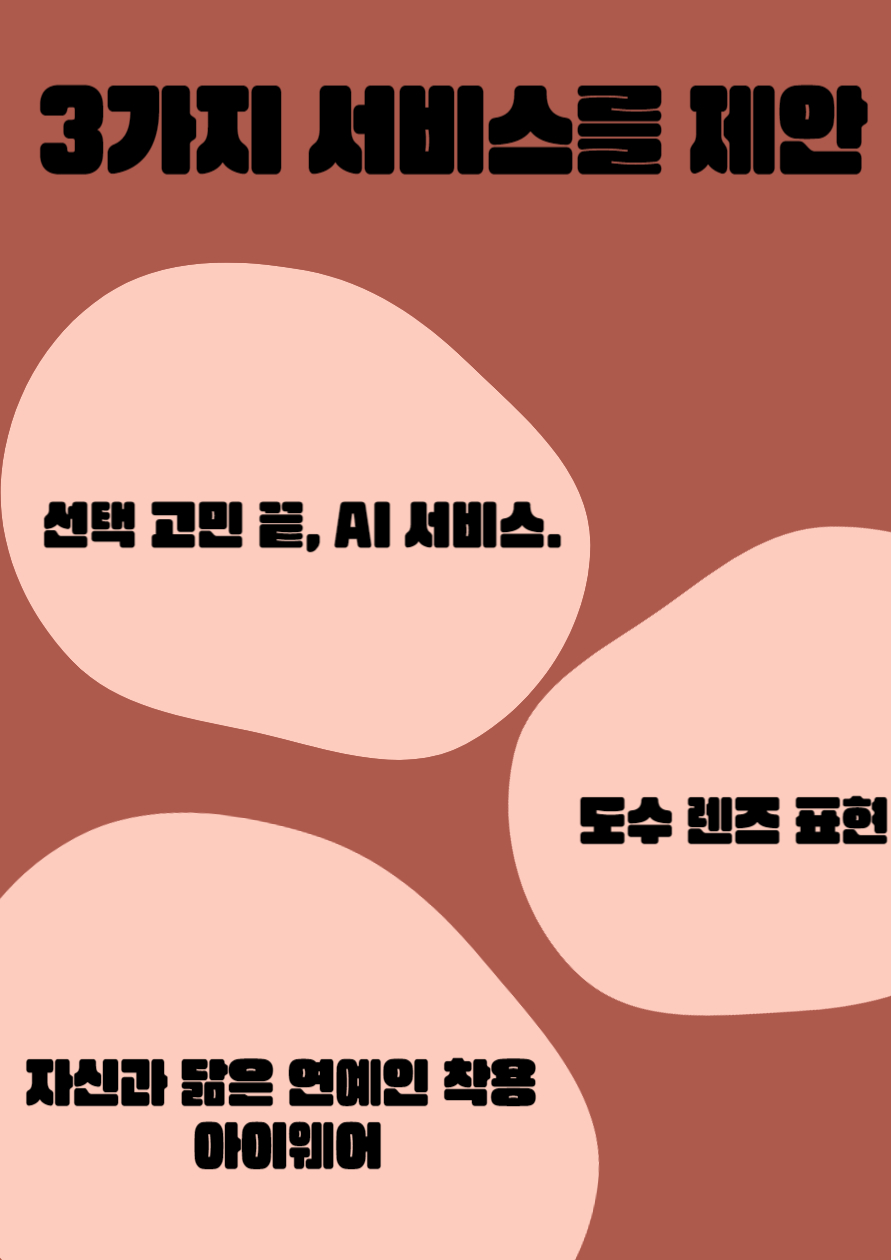 3가지 서비스를 제안
선택 고민 끝, AI 서비스.
도수 렌즈 표현
자신과 닮은 연예인 착용
아이웨어